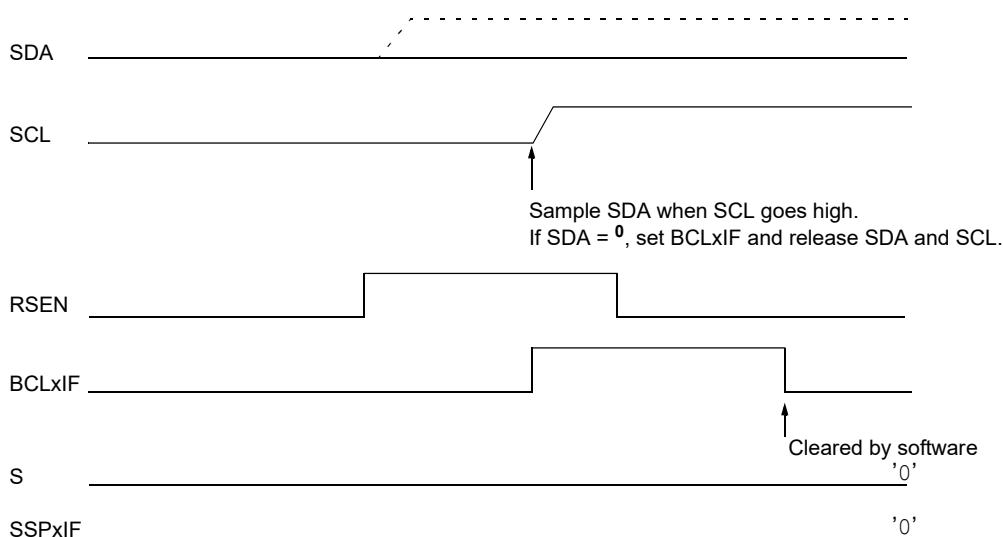 SDA
SCL
Sample SDA when SCL goes high.
If SDA = 0, set BCLxIF and release SDA and SCL.
RSEN
BCLxIF
Cleared by software
S '0'
SSPxIF '0'